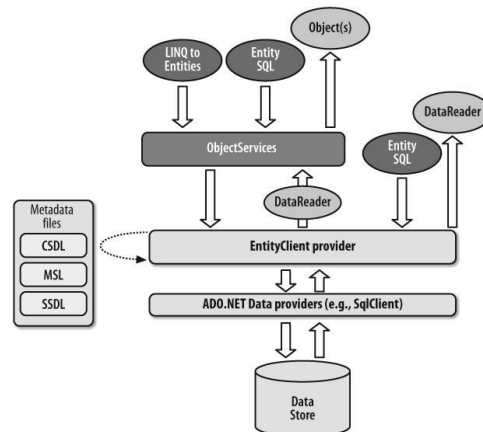 Object(s)
LINQ to
Entities
Entity
SQL
DataReader
ObjectServices
Entity
SQL
DataReader
Metadata
files
CSDL
MSL
SSDL
EntityClient provider
ADO.NET Data providers (e.g., SqlClient)
Data
Store